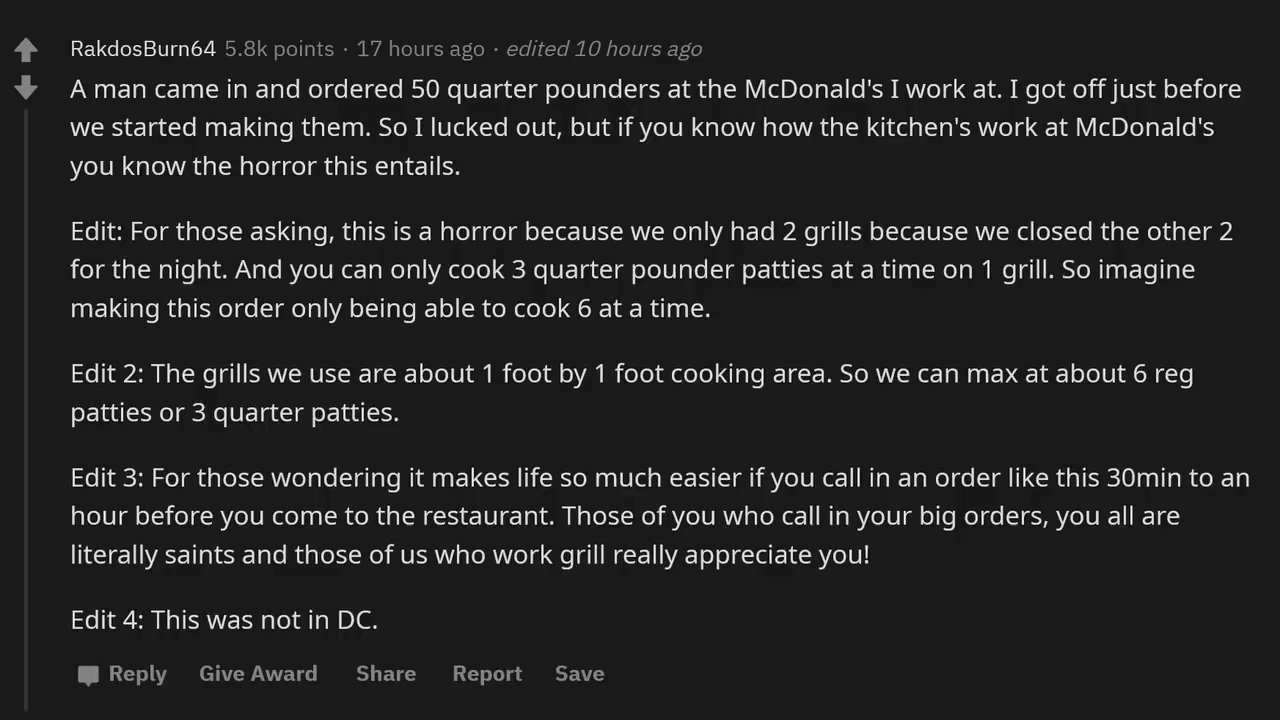 RakdosBurn64 5.8k points · 17 hours ago · edited 10 hours ago
A man came in and ordered 50 quarter pounders at the McDonald's I work at. I got off just before
we started making them. So I lucked out, but if you know how the kitchen's work at McDonald's
you know the horror this entails.
Edit: For those asking, this is a horror because we only had 2 grills because we closed the other 2
for the night. And you can only cook 3 quarter pounder patties at a time on 1 grill. So imagine
making this order only being able to cook 6 at a time.
Edit 2: The grills we use are about 1 foot by 1 foot cooking area. So we can max at about 6 reg
patties or 3 quarter patties.
Edit 3: For those wondering it makes life so much easier if you call in an order like this 30min to an
hour before you come to the restaurant. Those of you who call in your big orders, you all are
literally saints and those of us who work grill really appreciate you!
Edit 4: This was not in DC.
Reply Give Award Share Report Save